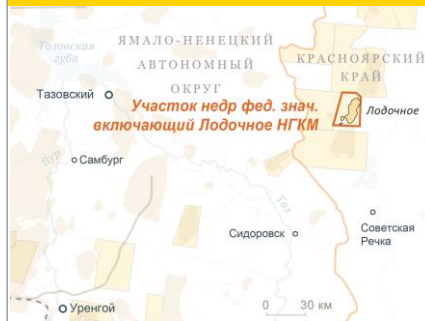 ЯМАЛО-НЕНЕЦКИЙ
АВТОНОМНЫЙ
ОКРУГ
КРАСНОЯРСКИЙ
КРАЙ
Тазовская
губа
Тазовский
Участок недр фед. знач.
включающий Лодочное НГКМ
Лодочное
Самбург
Пур
Таз
Сидоровск
Советская
Речка
Уренгой
0 30 км